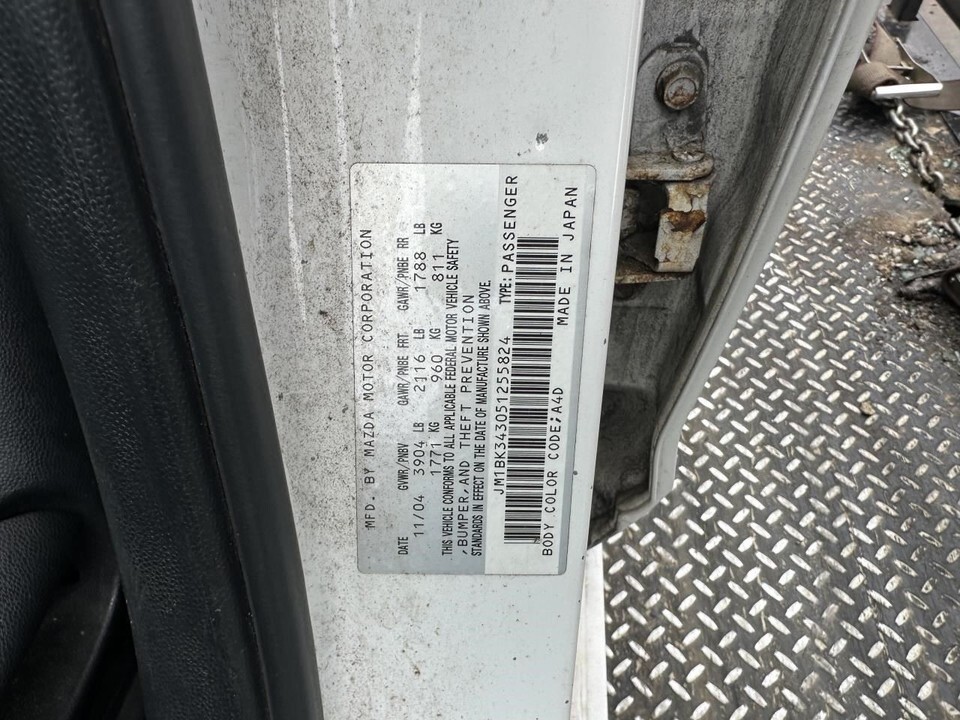 MFD. BY MAZDA MOTOR CORPORATION
DATE GVWR/PNBV GAWR/PNBE FRT. GAWR/PNBE RR
11/04 3904 LB 2116 LB 1788 LB
1771 KG 960 KG 811 KG
THIS VEHICLE CONFORMS TO ALL APPLICABLE FEDERAL MOTOR VEHICLE SAFETY
,BUMPER,AND THEFT PREVENTION
STANDARDS IN EFFECT ON THE DATE OF MANUFACTURE SHOWN ABOVE.
JM1BK343051255824 TYPE:PASSENGER
BODY COLOR CODE;A4D MADE IN JAPAN